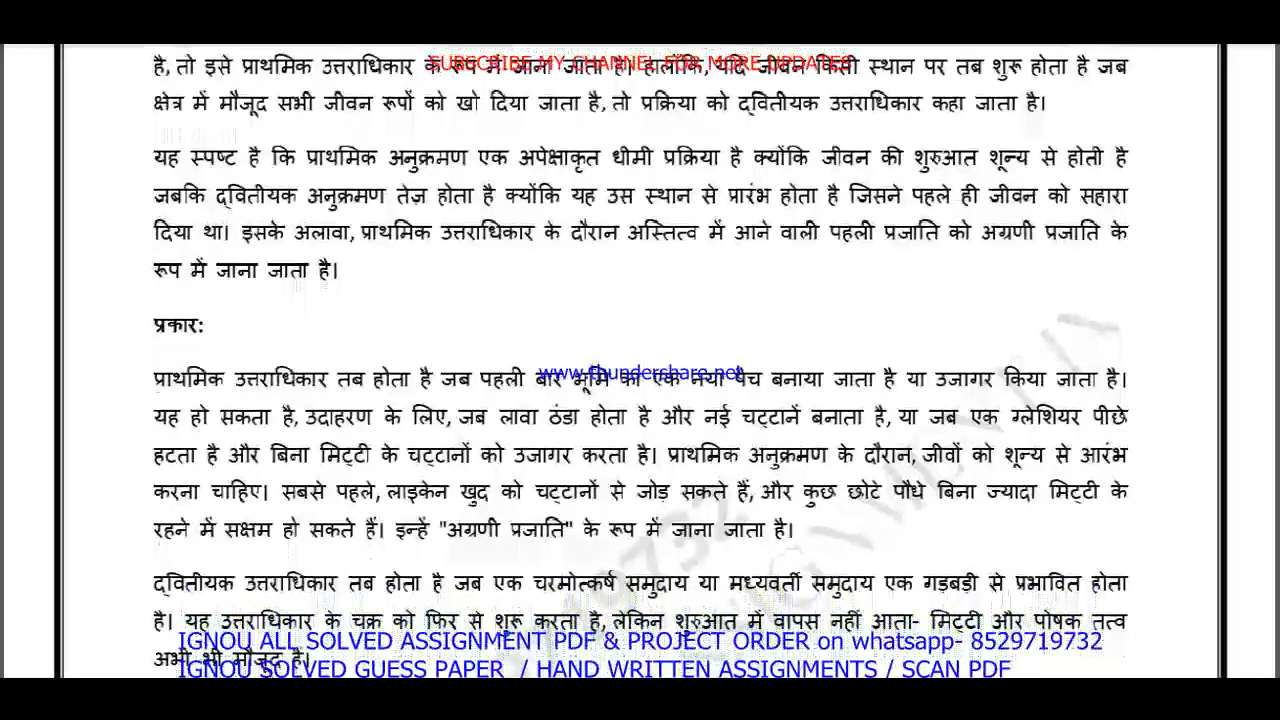 SUBSCRIBE MY CHANNEL FOR MORE UPDATES
है, तो इसे प्राथमिक उत्तराधिकार के रूप में जाना जाता है। हालांकि, यदि जीवन किसी स्थान पर तब शुरू होता है जब
क्षेत्र में मौजूद सभी जीवन रूपों को खो दिया जाता है, तो प्रक्रिया को द्वितीयक उत्तराधिकार कहा जाता है।
यह स्पष्ट है कि प्राथमिक अनुक्रमण एक अपेक्षाकृत धीमी प्रक्रिया है क्योंकि जीवन की शुरुआत शून्य से होती है
जबकि द्वितीयक अनुक्रमण तेज़ होता है क्योंकि यह उस स्थान से प्रारंभ होता है जिसने पहले ही जीवन को सहारा
दिया था। इसके अलावा, प्राथमिक उत्तराधिकार के दौरान अस्तित्व में आने वाली पहली प्रजाति को अग्रणी प्रजाति के
रूप में जाना जाता है।
प्रकार:
www.thundershare.net
प्राथमिक उत्तराधिकार तब होता है जब पहली बार भूमि का एक नया पैच बनाया जाता है या उजागर किया जाता है।
यह हो सकता है, उदाहरण के लिए, जब लावा ठंडा होता है और नई चट्टानें बनाता है, या जब एक ग्लेशियर पीछे
हटता है और बिना मिट्टी के चट्टानों को उजागर करता है। प्राथमिक अनुक्रमण के दौरान, जीवों को शून्य से आरंभ
करना चाहिए। सबसे पहले, लाइकेन खुद को चट्टानों से जोड़ सकते हैं, और कुछ छोटे पौधे बिना ज्यादा मिट्टी के
रहने में सक्षम हो सकते हैं। इन्हें "अग्रणी प्रजाति" के रूप में जाना जाता है।
द्वितीयक उत्तराधिकार तब होता है जब एक चरमोत्कर्ष समुदाय या मध्यवर्ती समुदाय एक गड़बड़ी से प्रभावित होता
है। यह उत्तराधिकार के चक्र को फिर से शुरू करता है, लेकिन शुरुआत में वापस नहीं आता- मिट्टी और पोषक तत्व
IGNOU ALL SOLVED ASSIGNMENT PDF & PROJECT ORDER on whatsapp- 8529719732
अभी भी मौजूद है।
IGNOU SOLVED GUESS PAPER / HAND WRITTEN ASSIGNMENTS / SCAN PDF